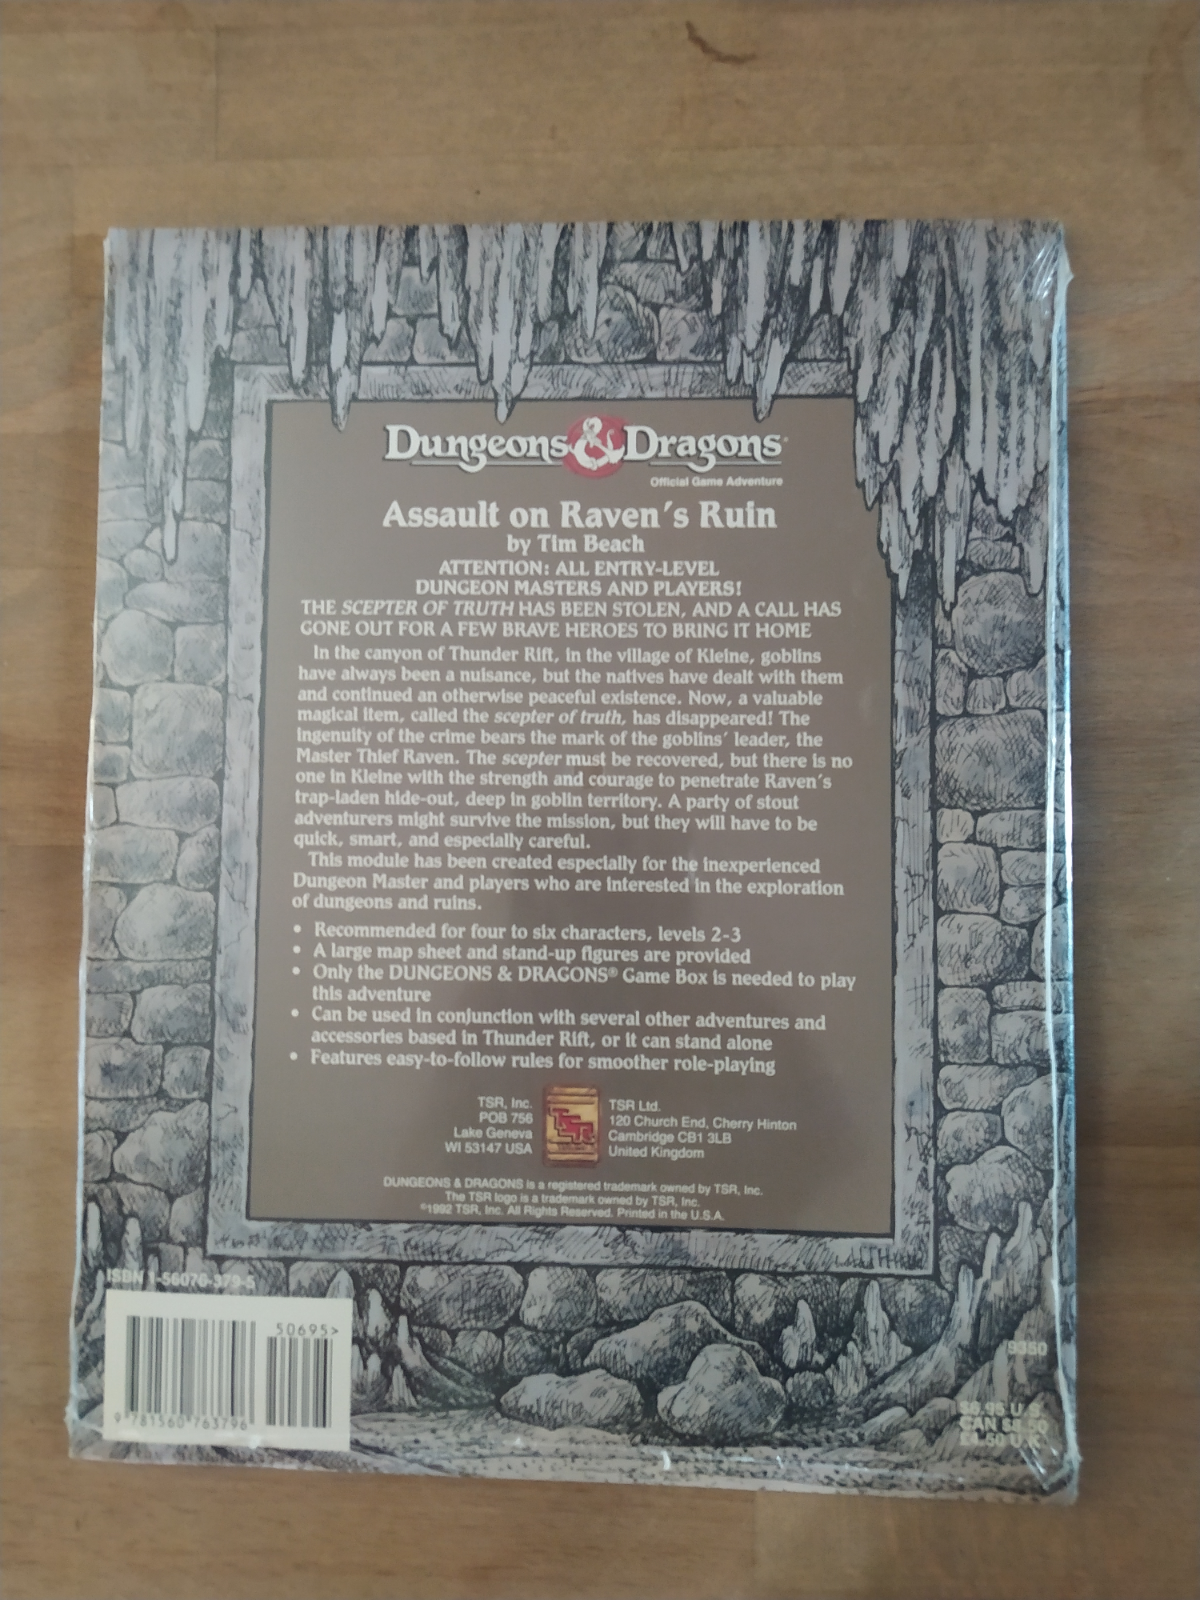 Dungeons & Dragons
Official Game Adventure
Assault on Raven's Ruin
by Tim Beach
ATTENTION: ALL ENTRY-LEVEL
DUNGEON MASTERS AND PLAYERS!
THE SCEPTER OF TRUTH HAS BEEN STOLEN, AND A CALL HAS
GONE OUT FOR A FEW BRAVE HEROES TO BRING IT HOME
In the canyon of Thunder Rift, in the village of Kleine, goblins
have always been a nuisance, but the natives have dealt with them
and continued an otherwise peaceful existence. Now, a valuable
magical item, called the scepter of truth, has disappeared! The
ingenuity of the crime bears the mark of the goblins' leader, the
Master Thief Raven. The scepter must be recovered, but there is no
one in Kleine with the strength and courage to penetrate Raven's
trap-laden hide-out, deep in goblin territory. A party of stout
adventurers might survive the mission, but they will have to be
quick, smart, and especially careful.
This module has been created especially for the inexperienced
Dungeon Master and players who are interested in the exploration
of dungeons and ruins.
• Recommended for four to six characters, levels 2-3
• A large map sheet and stand-up figures are provided
• Only the DUNGEONS & DRAGONS® Game Box is needed to play
this adventure
• Can be used in conjunction with several other adventures and
accessories based in Thunder Rift, or it can stand alone
• Features easy-to-follow rules for smoother role-playing
TSR, Inc.
POB 756
Lake Geneva
WI 53147 USA
TSR
TSR Ltd.
120 Church End, Cherry Hinton
Cambridge CB1 3LB
United Kingdom
DUNGEONS & DRAGONS is a registered trademark owned by TSR, Inc.
The TSR logo is a trademark owned by TSR, Inc.
©1992 TSR, Inc. All Rights Reserved. Printed in the U.S.A.
ISBN 1-56076-379-5
50695>
9 781560 763796
9350
$6.95 U.S.
CAN $8.50
£4.50 U.K.